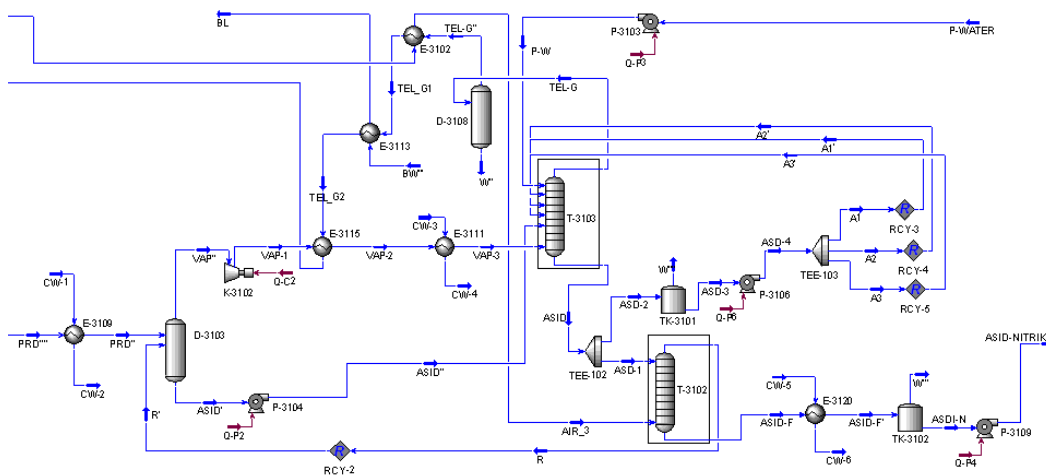 BL
TEL-G"
E-3102
P-3103
P-WATER
Q-P3
P-W
TEL-G
TEL_G1
D-3108
E-3113
BW"'
W"
A2'
A1'
A3'
TEL_G2
T-3103
A1
RCY-3
CW-3
E-3115
E-3111
ASD-4
VAP"
VAP-1
VAP-2
VAP-3
TEE-103
A2
RCY-4
CW-1
K-3102
Q-C2
CW-4
ASD-2
ASD-3
P-3106
A3
RCY-5
TK-3101
Q-P6
E-3109
D-3103
ASID
PRD""
PRD"
ASID"
TEE-102
ASD-1
ASID-NITRIK
T-3102
CW-5
CW-2
ASID'
P-3104
E-3120
R'
Q-P2
ASID-F
ASID-F'
ASDI-N
AIR_3
TK-3102
P-3109
R
RCY-2
CW-6
Q-P4